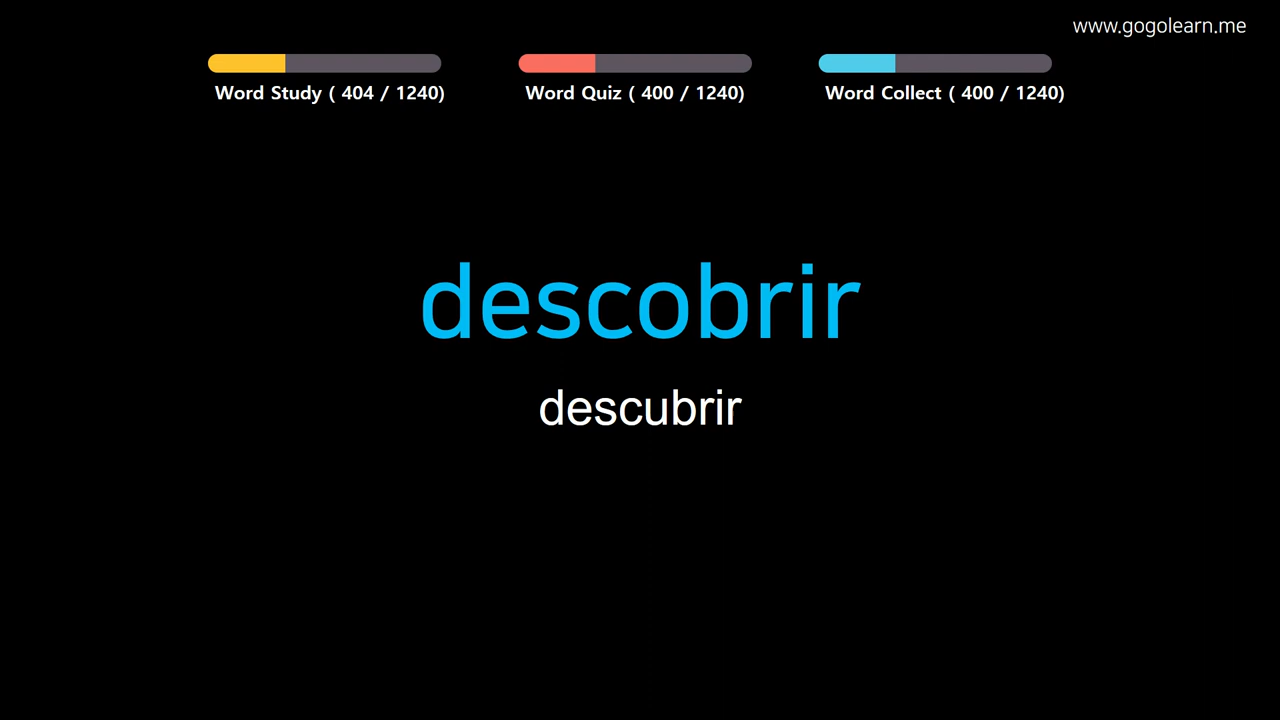 www.gogolearn.me
Word Study ( 404 / 1240)
Word Quiz ( 400 / 1240)
Word Collect ( 400 / 1240)
descobrir
descubrir